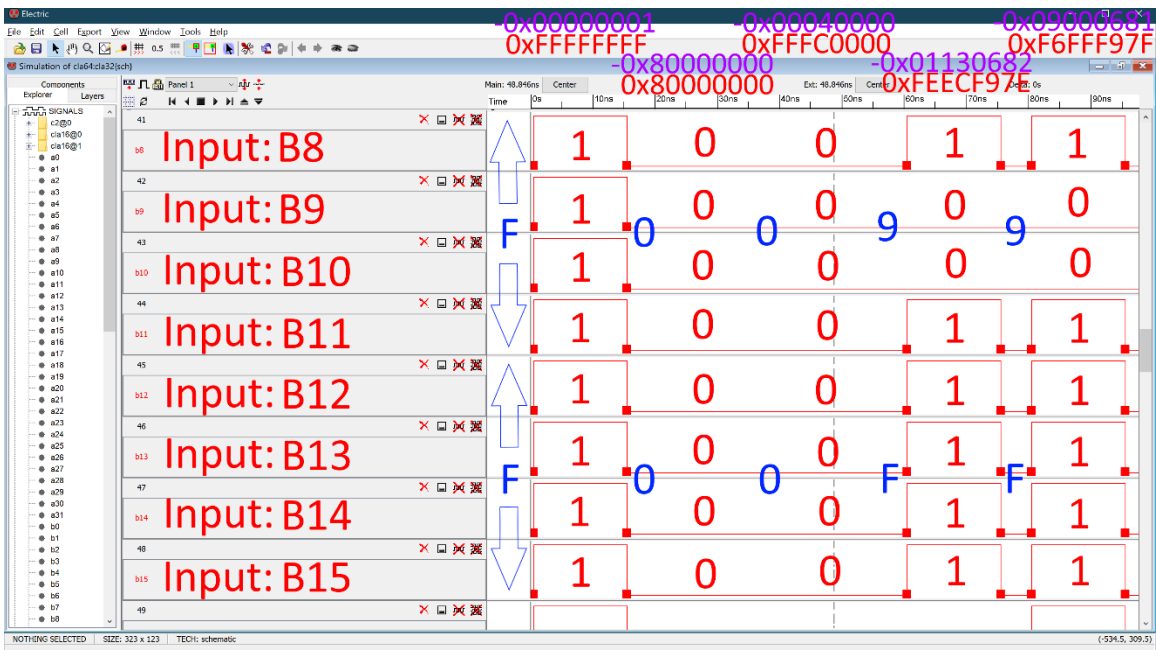 Electric
-0x00000001 -0x00040000 -0x09000681
File Edit Cell Export View Window Tools Help
0xFFFFFFFF 0xFFFC0000 0xF6FFF97F
0.5
Simulation of cla64:cla32{sch}
-0x80000000 -0x01130682
0x80000000 0xFEECF97E
Components
Explorer Layers
Panel 1
Main: 48.846ns Center Ext: 48.846ns Center Delta: 0s
Time 0s 10ns 20ns 30ns 40ns 50ns 60ns 70ns 80ns 90ns
SIGNALS
c2@0
cla16@0
cla16@1
a0
a1
a2
a3
a4
a5
a6
a7
a8
a9
a10
a11
a12
a13
a14
a15
a16
a17
a18
a19
a20
a21
a22
a23
a24
a25
a26
a27
a28
a29
a30
a31
b0
b1
b2
b3
b4
b5
b6
b7
b8
41
b8 Input: B8 1 0 0 1 1
42
b9 Input: B9 1 0 0 0 0
F 0 0 9 9
43
b10 Input: B10 1 0 0 0 0
44
b11 Input: B11 1 0 0 1 1
45
b12 Input: B12 1 0 0 1 1
46
b13 Input: B13 1 0 0 1 1
F 0 0 F F
47
b14 Input: B14 1 0 0 1 1
48
b15 Input: B15 1 0 0 1 1
49
NOTHING SELECTED SIZE: 323 x 123 TECH: schematic (-534.5, 309.5)